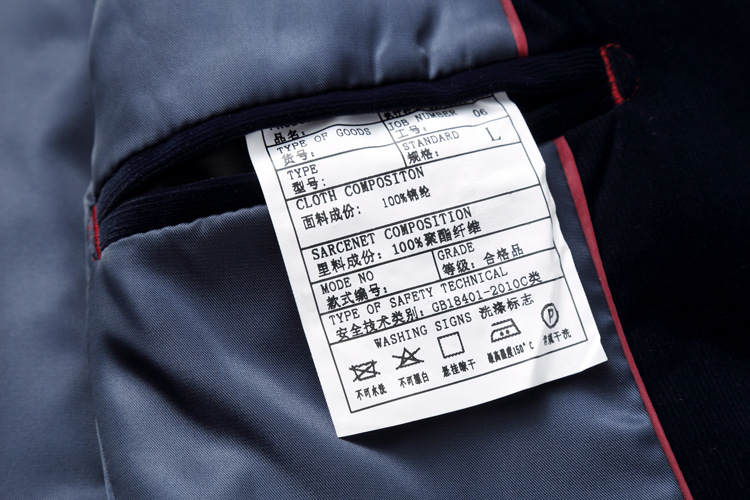 品名:
JOB NUMBER 06
TYPE OF GOODS
工号:
货号:
STANDARD L
TYPE
规格:
型号:
CLOTH COMPOSITON
面料成份: 100%锦纶
SARCENET COMPOSITION
里料成份: 100%聚酯纤维
MODE NO
GRADE
款式编号:
等级: 合格品
TYPE OF SAFETY TECHNICAL
安全技术类别: GB18401-2010C类
WASHING SIGNS 洗涤标志
P
不可水洗 不可漂白 悬挂晾干 最高温度150°C 常规干洗